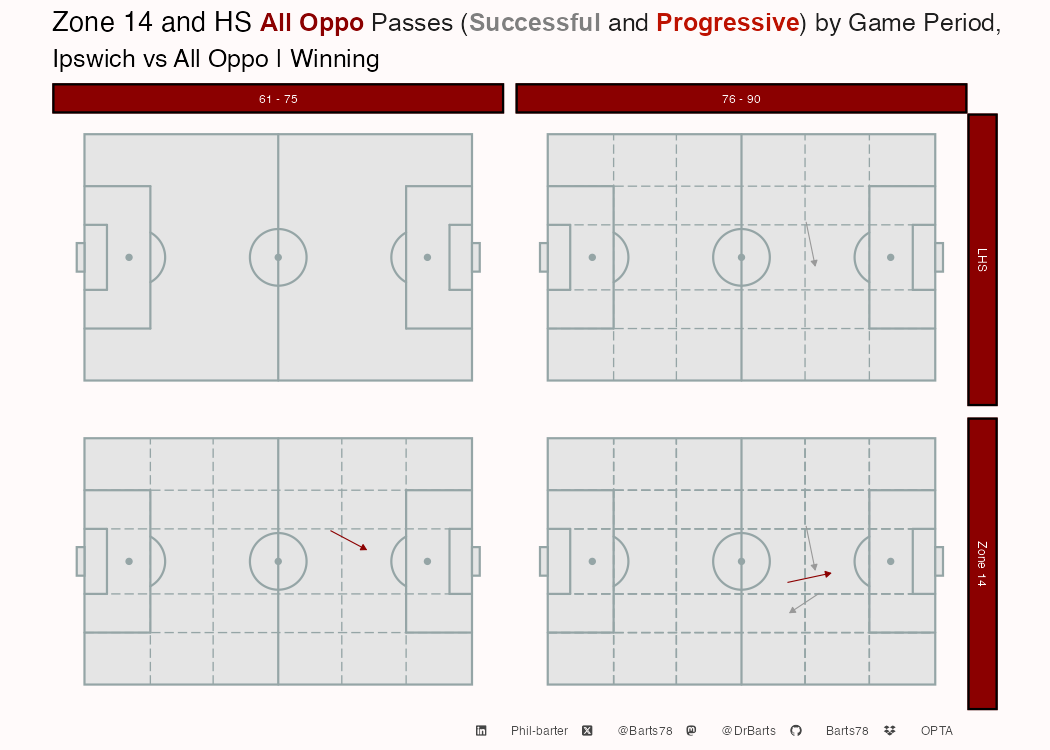 Zone 14 and HS All Oppo Passes (Successful and Progressive) by Game Period,
Ipswich vs All Oppo | Winning
61 - 75
76 - 90
LHS
Zone 14
Phil-barter @Barts78 @DrBarts Barts78 OPTA